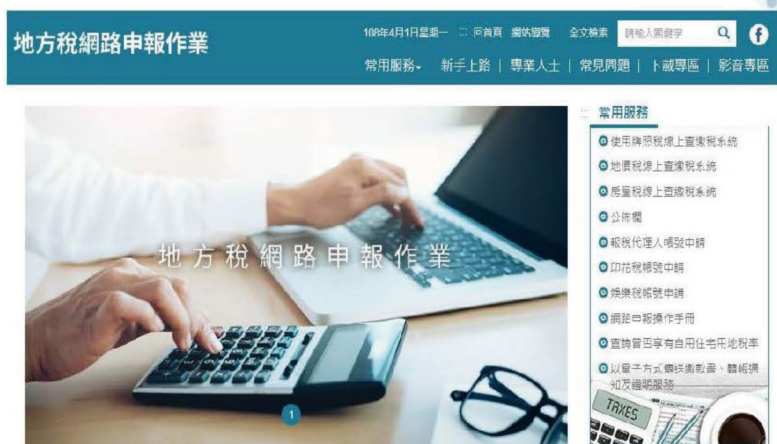 地方稅網路申報作業
108年4月1日星期一 ::: 回首頁 網站導覽 全文檢索 請輸入關鍵字
常用服務 新手上路 | 專業人士 | 常見問題 | 下載專區 | 影音專區
地方稅網路申報作業
1
::: 常用服務
使用牌照稅線上查繳稅系統
地價稅線上查繳稅系統
房屋稅線上查繳稅系統
公佈欄
報稅代理人帳號申請
印花稅帳號申請
娛樂稅帳號申請
網路申報操作手冊
查詢曾否享有自用住宅用地稅率
以電子方式傳送繳款書、轉帳通
知及證明服務
TAXES